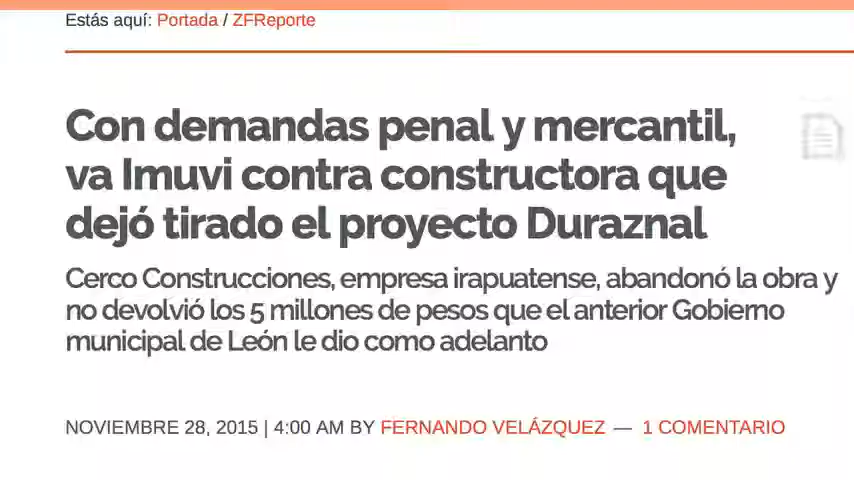 Estás aquí: Portada / ZFReporte
Con demandas penal y mercantil,
va Imuvi contra constructora que
dejó tirado el proyecto Duraznal
Cerco Construcciones, empresa irapuatense, abandonó la obra y
no devolvió los 5 millones de pesos que el anterior Gobierno
municipal de León le dio como adelanto
NOVIEMBRE 28, 2015 | 4:00 AM BY FERNANDO VELÁZQUEZ — 1 COMENTARIO